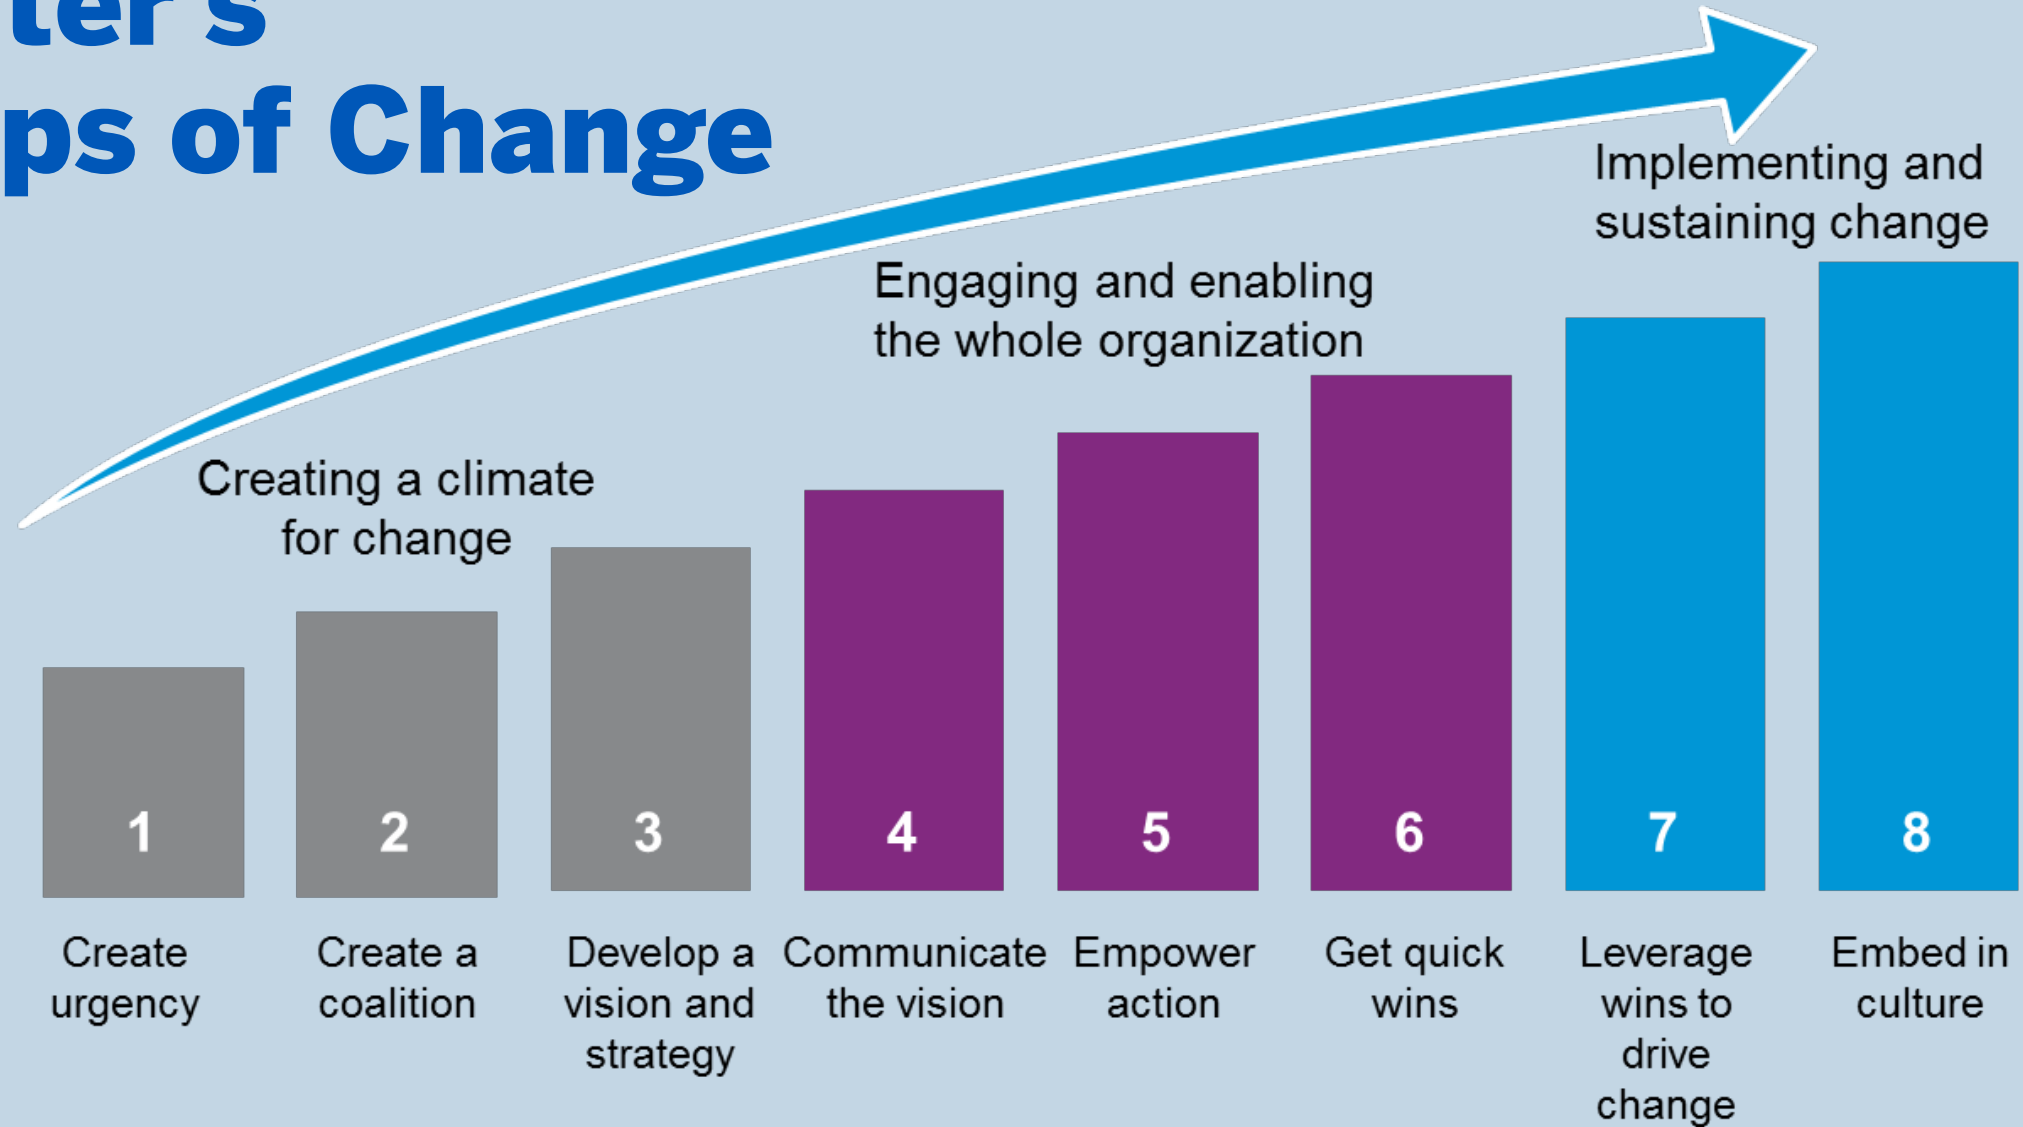 ter's
ps of Change
Implementing and
sustaining change
Engaging and enabling
the whole organization
Creating a climate
for change
1
2
3
4
5
6
7
8
Create
urgency
Create a
coalition
Develop a
vision and
strategy
Communicate
the vision
Empower
action
Get quick
wins
Leverage
wins to
drive
change
Embed in
culture